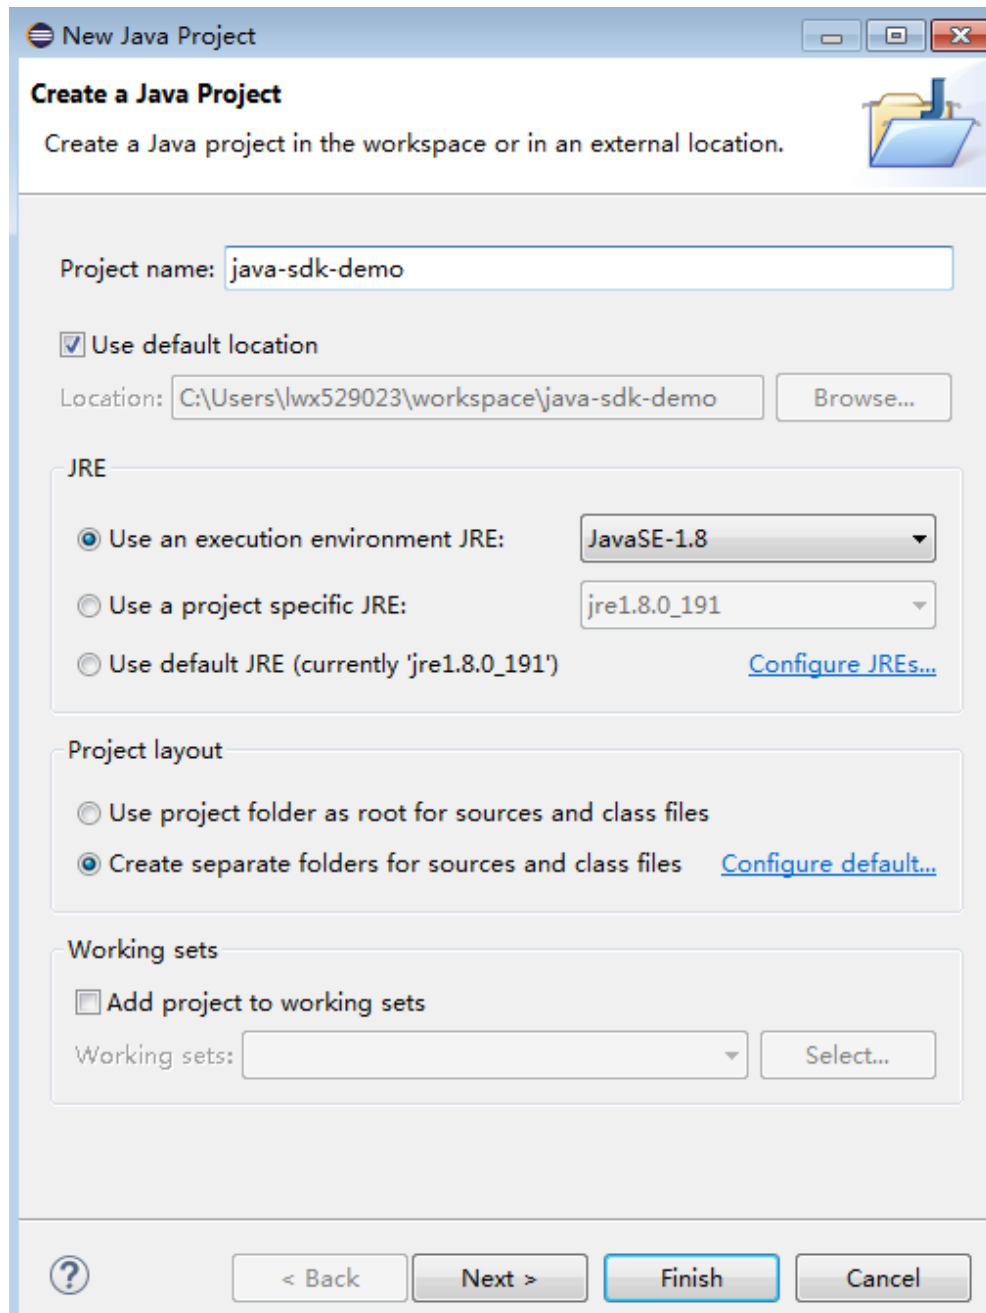 New Java Project
Create a Java Project
Create a Java project in the workspace or in an external location.
Project name: java-sdk-demo
Use default location
Location: C:\Users\lwx529023\workspace\java-sdk-demo Browse...
JRE
Use an execution environment JRE: JavaSE-1.8
Use a project specific JRE: jre1.8.0_191
Use default JRE (currently 'jre1.8.0_191') Configure JREs...
Project layout
Use project folder as root for sources and class files
Create separate folders for sources and class files Configure default...
Working sets
Add project to working sets
Working sets: Select...
? < Back Next > Finish Cancel